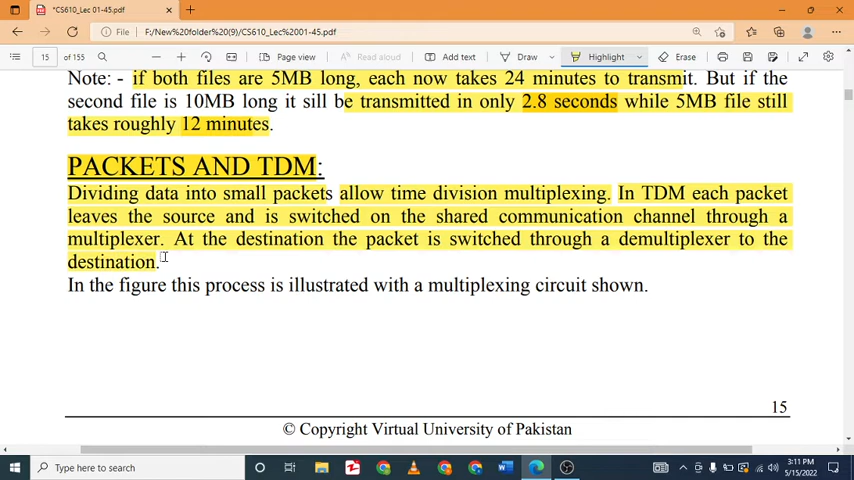 *CS610_Lec 01-45.pdf
File
F:/New%20folder%20(9)/CS610_Lec%2001-45.pdf
15
of 155
Page view
Read aloud
Add text
Draw
Highlight
Erase
Note: - if both files are 5MB long, each now takes 24 minutes to transmit. But if the
second file is 10MB long it sill be transmitted in only 2.8 seconds while 5MB file still
takes roughly 12 minutes.
PACKETS AND TDM:
Dividing data into small packets allow time division multiplexing. In TDM each packet
leaves the source and is switched on the shared communication channel through a
multiplexer. At the destination the packet is switched through a demultiplexer to the
destination.
In the figure this process is illustrated with a multiplexing circuit shown.
15
© Copyright Virtual University of Pakistan
Type here to search
3:11 PM
5/15/2022